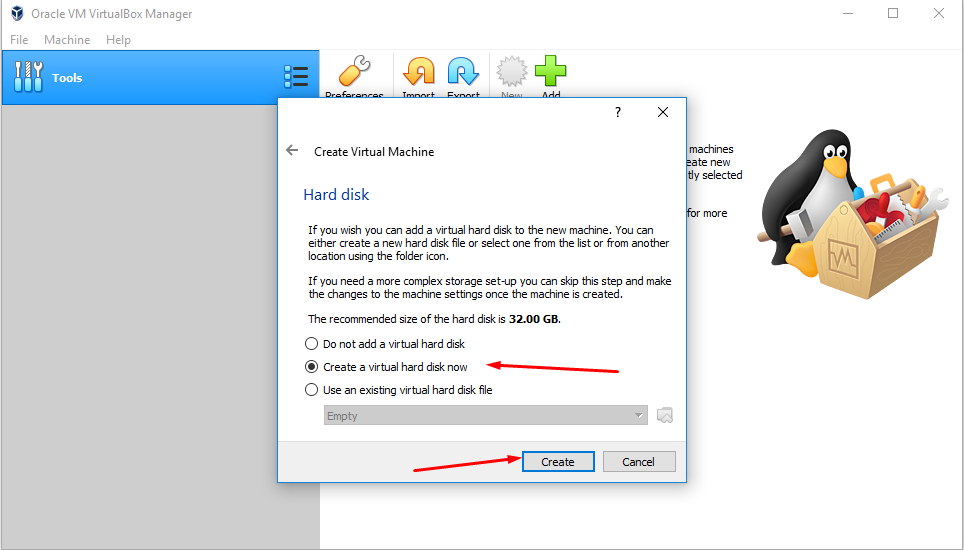 Oracle VM VirtualBox Manager
File Machine Help
Tools
Preferences Import Export New Add
?
Create Virtual Machine
machines
eate new
tly selected
for more
Hard disk
If you wish you can add a virtual hard disk to the new machine. You can
either create a new hard disk file or select one from the list or from another
location using the folder icon.
If you need a more complex storage set-up you can skip this step and make
the changes to the machine settings once the machine is created.
The recommended size of the hard disk is 32.00 GB.
Do not add a virtual hard disk
Create a virtual hard disk now
Use an existing virtual hard disk file
Empty
Create Cancel